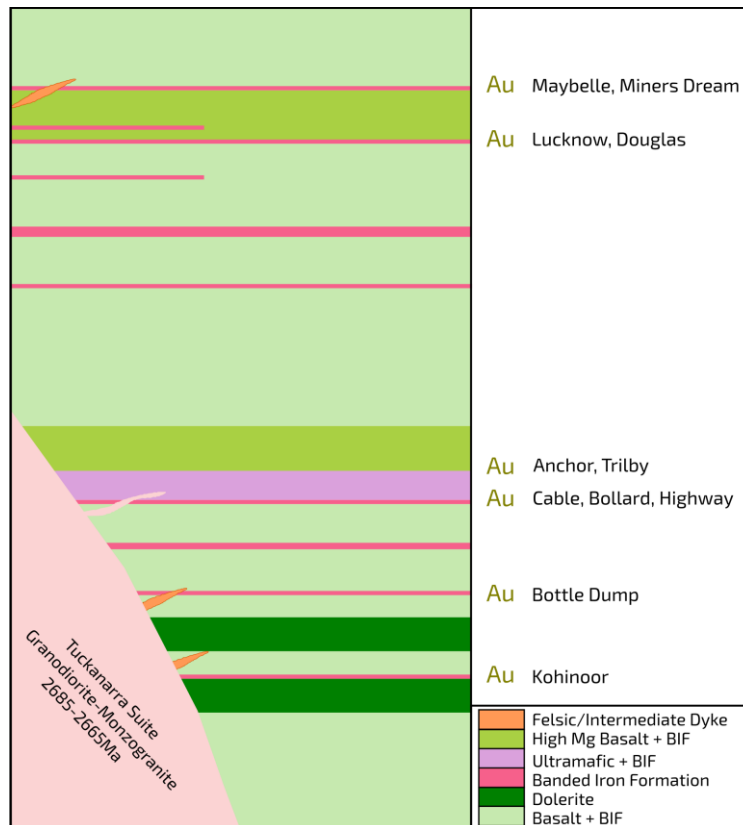 Au Maybelle, Miners Dream
Au Lucknow, Douglas
Au Anchor, Trilby
Au Cable, Bollard, Highway
Au Bottle Dump
Au Kohinoor
Tuckanarra Suite
Granodiorite-Monzogranite
2685-2665Ma
Felsic/Intermediate Dyke
High Mg Basalt + BIF
Ultramafic + BIF
Banded Iron Formation
Dolerite
Basalt + BIF